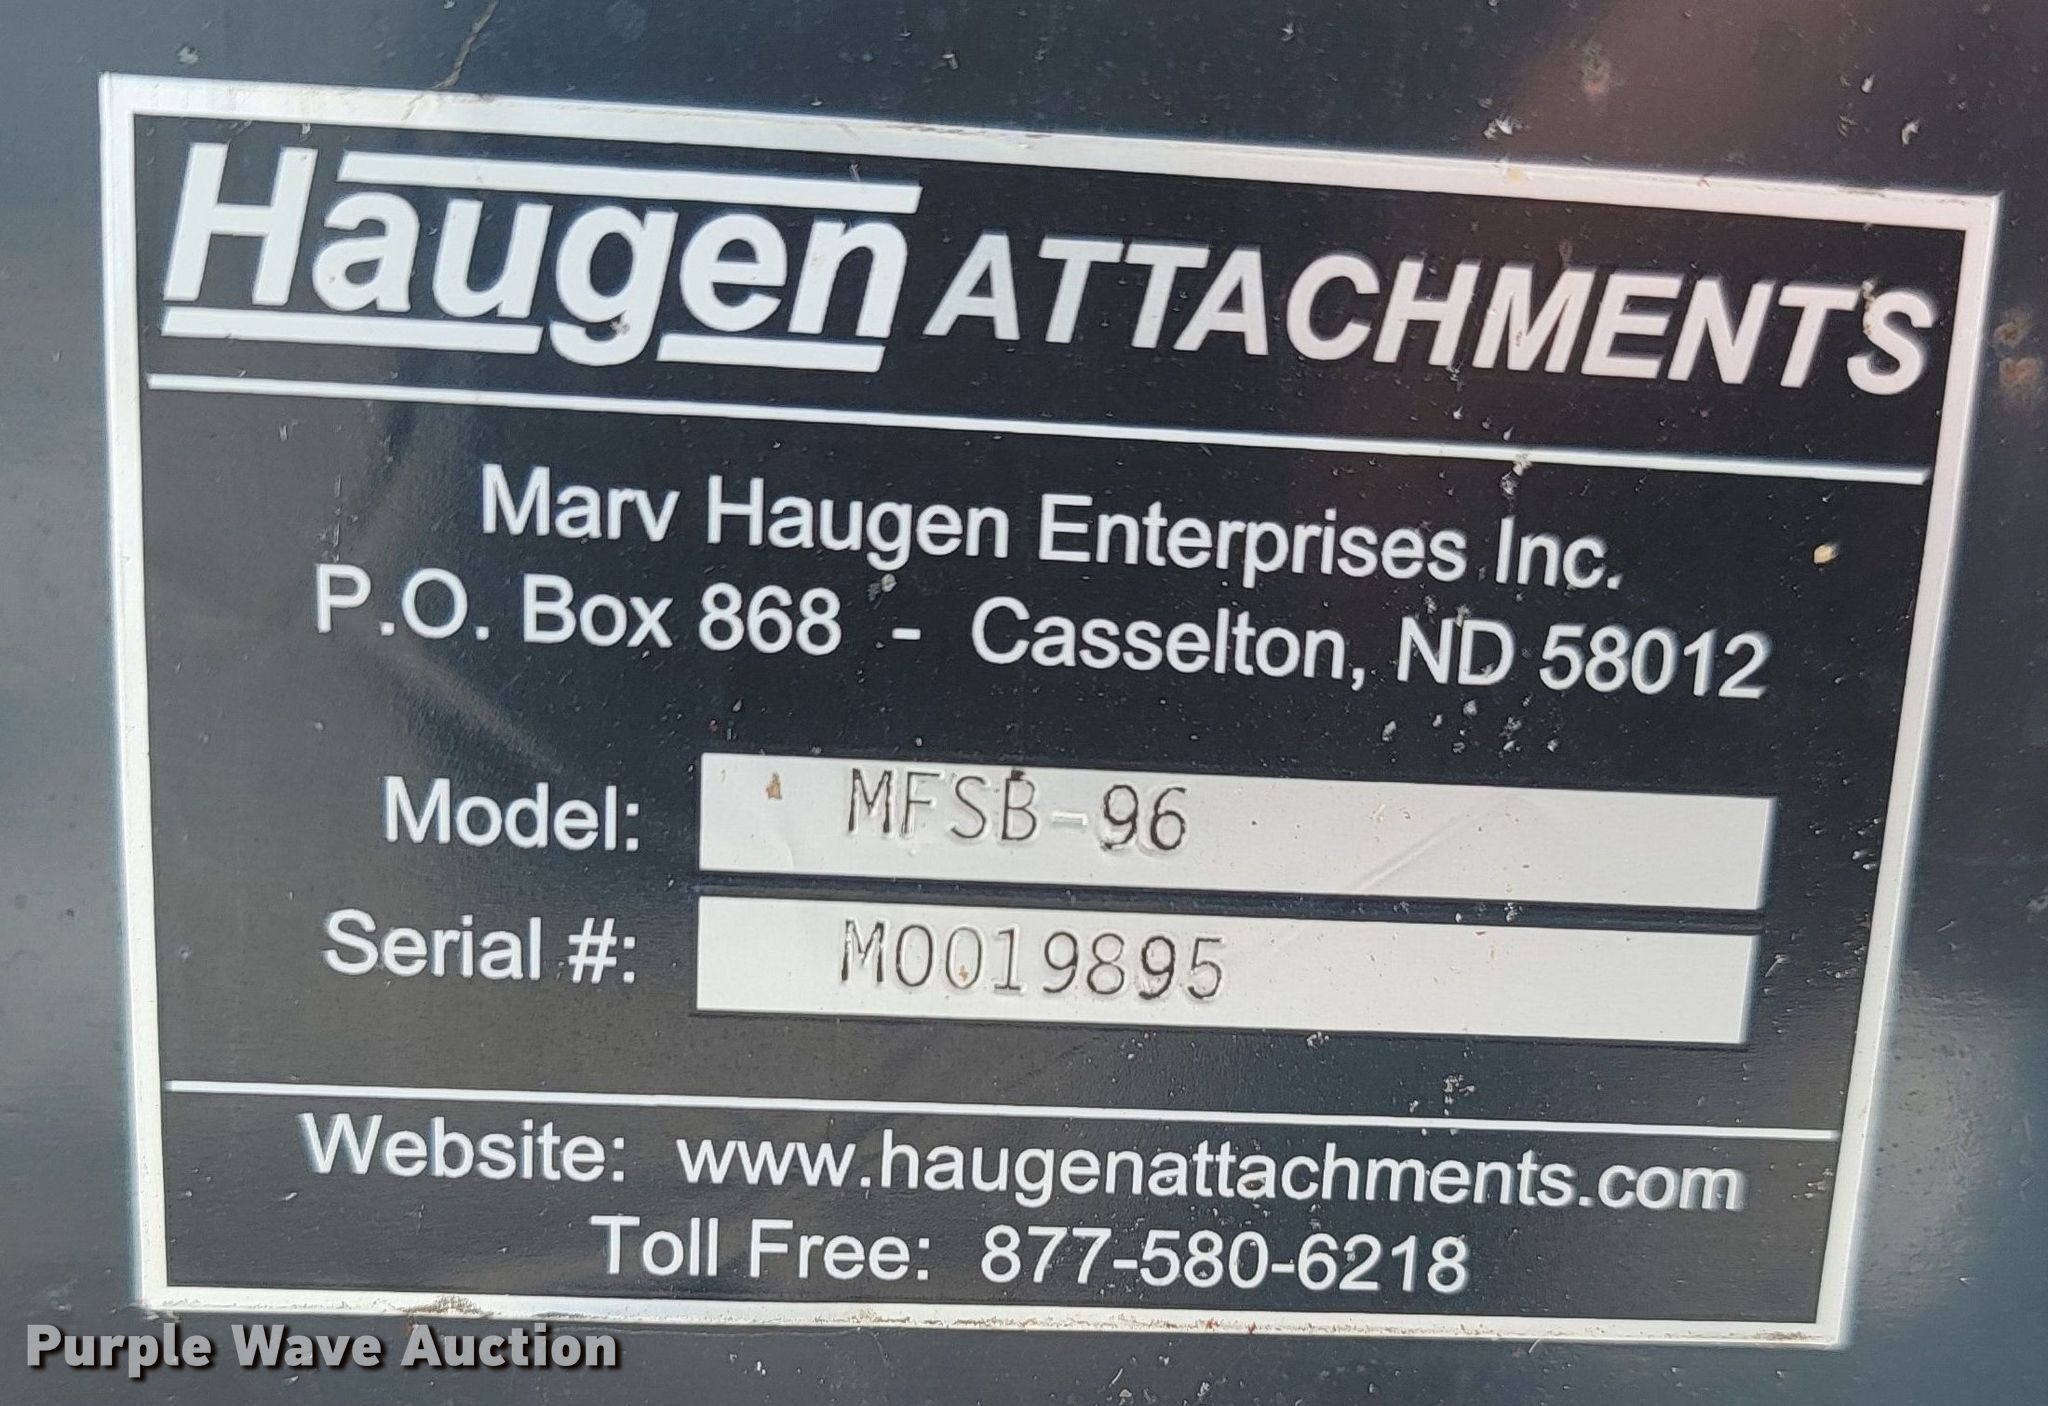 Haugen ATTACHMENTS
Marv Haugen Enterprises Inc.
P.O. Box 868 - Casselton, ND 58012
Model: MFSB-96
Serial #: M0019895
Website: www.haugenattachments.com
Toll Free: 877-580-6218
Purple Wave Auction